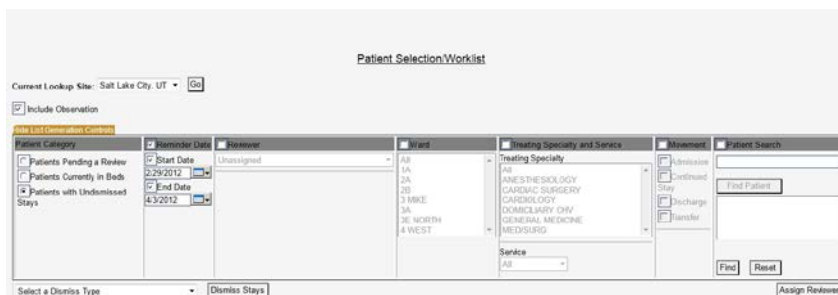 Patient Selection/Worklist
Current Lookup Site: Salt Lake City, UT Go
Include Observation
Hide List Generation Controls
Patient Category
Patients Pending a Review
Patients Currently in Beds
Patients with Undismissed
Stays
Reminder Date
Start Date
2/29/2012
End Date
4/3/2012
Reviewer
Unassigned
Ward
All
1A
2A
2B
3 MIKE
3A
3E NORTH
4 WEST
Treating Specialty and Service
Treating Specialty
All
ANESTHESIOLOGY
CARDIAC SURGERY
CARDIOLOGY
DOMICILIARY CHV
GENERAL MEDICINE
MED/SURG
Service
All
Movement
Admission
Continued
Stay
Discharge
Transfer
Patient Search
Find Patient
Find Reset
Select a Dismiss Type Dismiss Stays Assign Reviewer